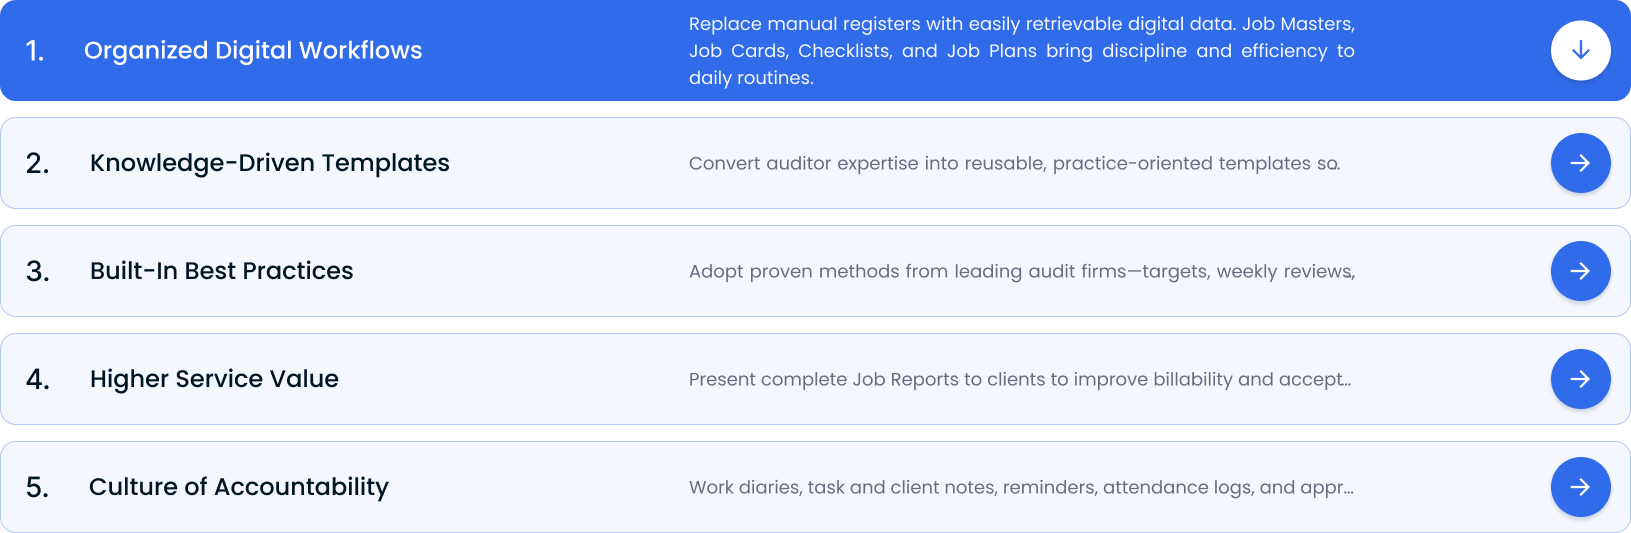 1. Organized Digital Workflows
Replace manual registers with easily retrievable digital data. Job Masters,
Job Cards, Checklists, and Job Plans bring discipline and efficiency to
daily routines.
2. Knowledge-Driven Templates
Convert auditor expertise into reusable, practice-oriented templates so..
3. Built-In Best Practices
Adopt proven methods from leading audit firms—targets, weekly reviews,.
4. Higher Service Value
Present complete Job Reports to clients to improve billability and accept...
5. Culture of Accountability
Work diaries, task and client notes, reminders, attendance logs, and appr...